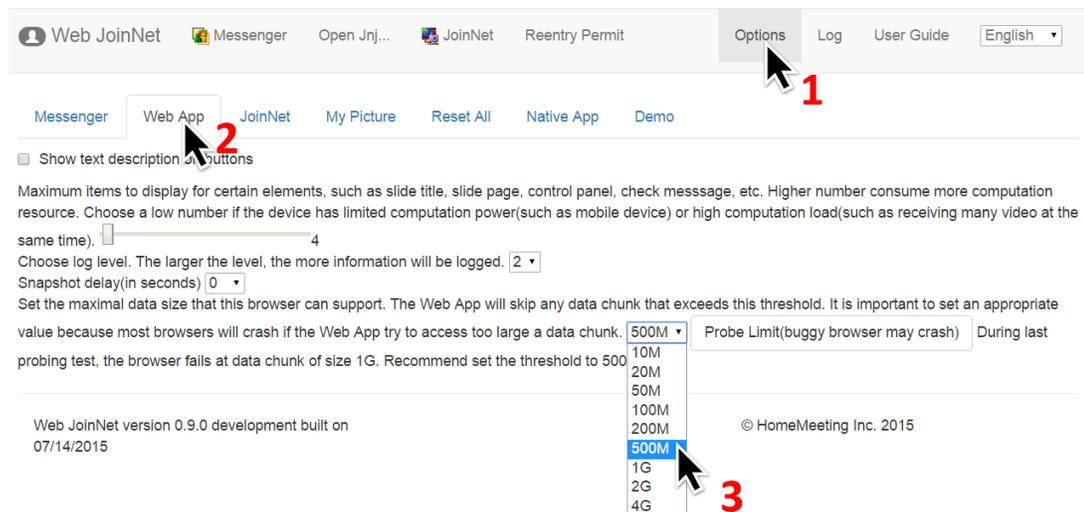 Web JoinNet Messenger Open Jnj... JoinNet Reentry Permit Options Log User Guide English
1
Messenger Web App JoinNet My Picture Reset All Native App Demo
2
Show text description buttons
Maximum items to display for certain elements, such as slide title, slide page, control panel, check messsage, etc. Higher number consume more computation
resource. Choose a low number if the device has limited computation power(such as mobile device) or high computation load(such as receiving many video at the
same time). 4
Choose log level. The larger the level, the more information will be logged. 2
Snapshot delay(in seconds) 0
Set the maximal data size that this browser can support. The Web App will skip any data chunk that exceeds this threshold. It is important to set an appropriate
value because most browsers will crash if the Web App try to access too large a data chunk. 500M Probe Limit(buggy browser may crash) During last
probing test, the browser fails at data chunk of size 1G. Recommend set the threshold to 500
10M
20M
50M
100M
200M
500M
1G
2G
4G
3
Web JoinNet version 0.9.0 development built on
07/14/2015
© HomeMeeting Inc. 2015